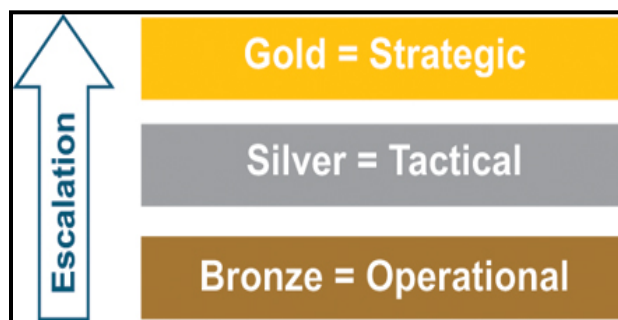 Escalation
Gold = Strategic
Silver = Tactical
Bronze = Operational